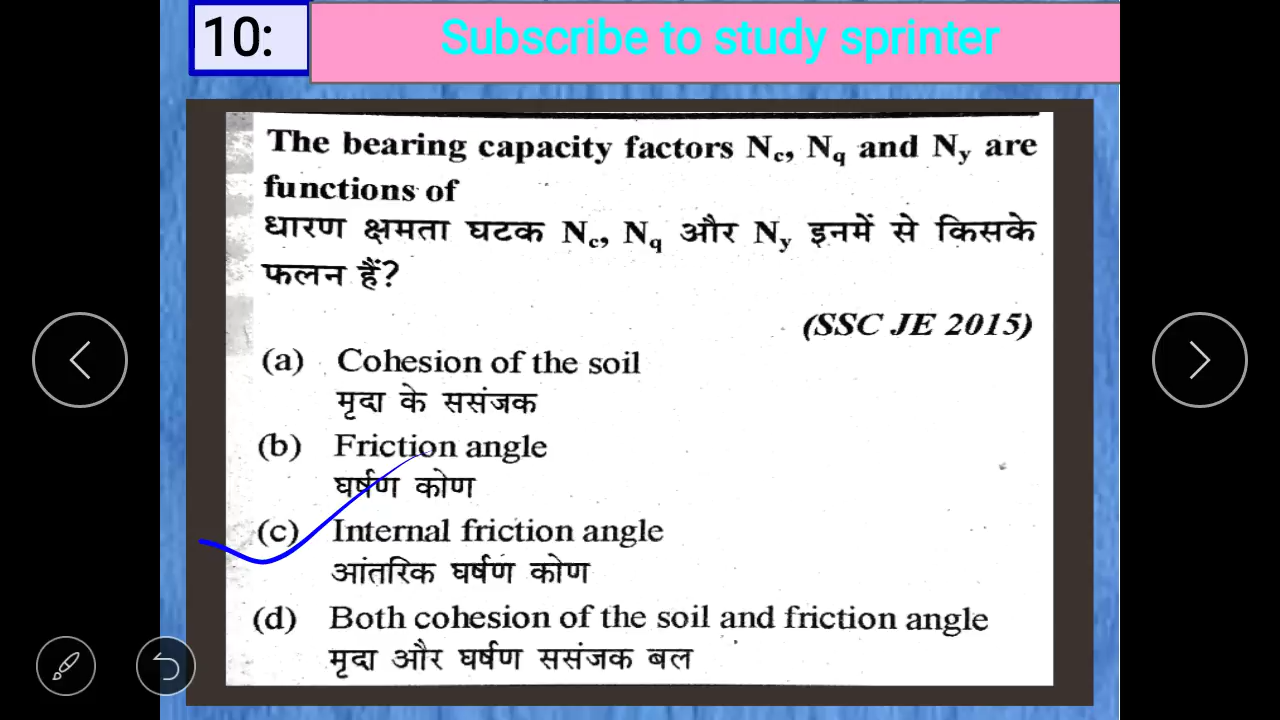 10:
Subscribe to study sprinter
The bearing capacity factors Nc, Nq and Ny are
functions of
धारण क्षमता घटक Nc, Nq और Ny इनमें से किसके
फलन हैं?
(SSC JE 2015)
(a) Cohesion of the soil
मृदा के ससंजक
(b) Friction angle
घर्षण कोण
(c) Internal friction angle
आंतरिक घर्षण कोण
(d) Both cohesion of the soil and friction angle
मृदा और घर्षण ससंजक बल